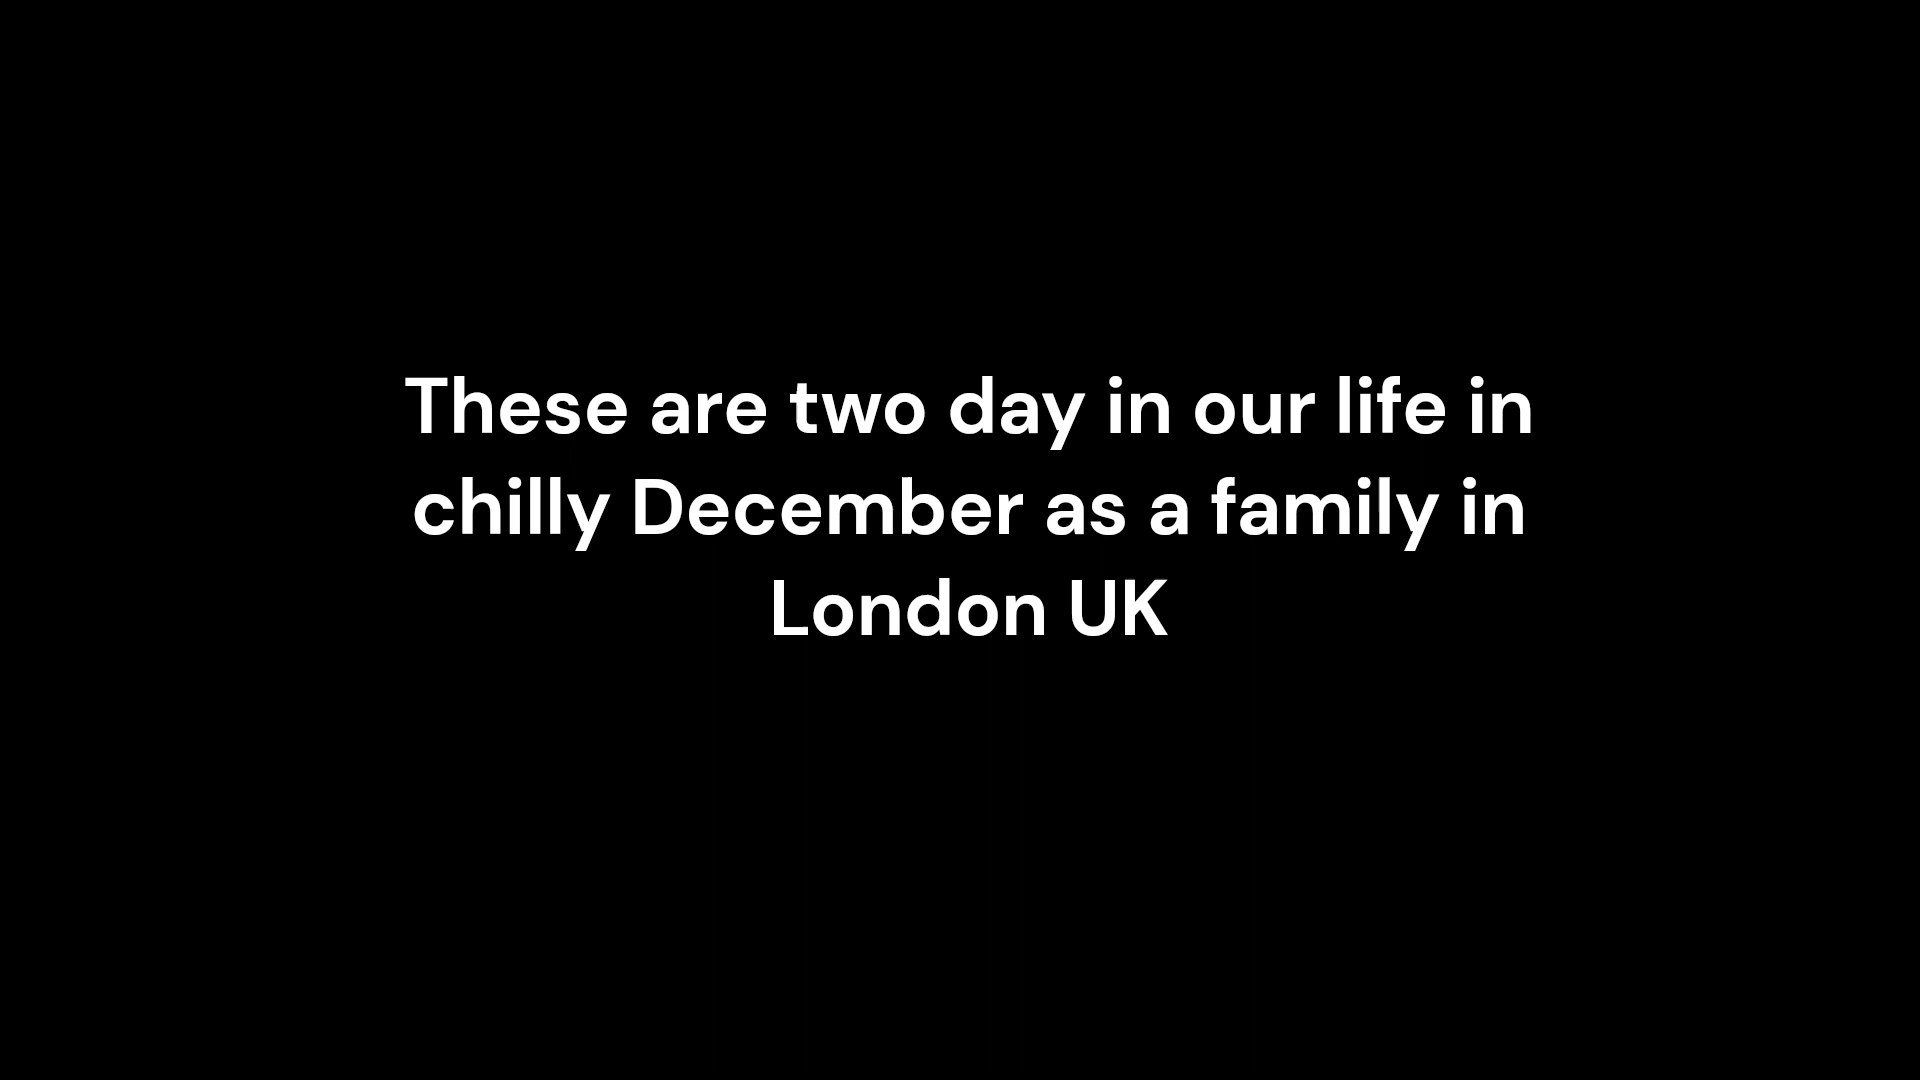 These are two day in our life in
chilly December as a family in
London UK